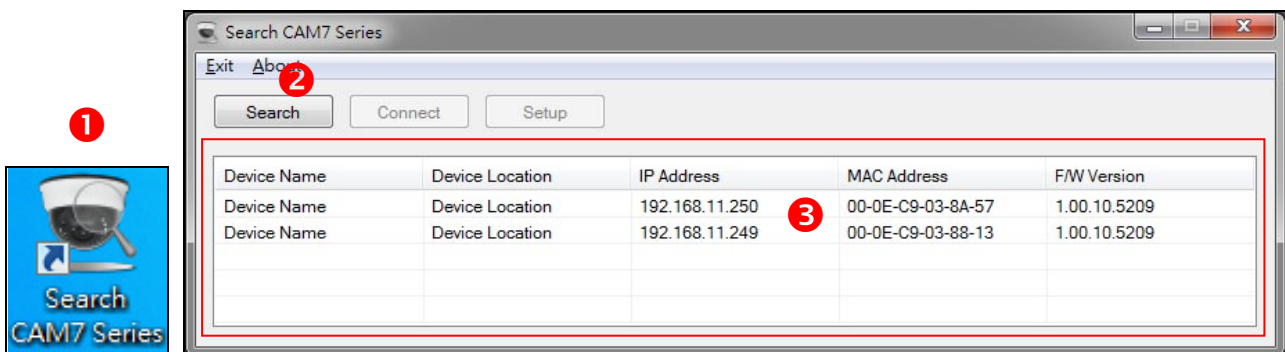 Search CAM7 Series
Exit About
2
Search Connect Setup
1
Device Name Device Location IP Address MAC Address F/W Version
Device Name Device Location 192.168.11.250 00-0E-C9-03-8A-57 1.00.10.5209
3
Device Name Device Location 192.168.11.249 00-0E-C9-03-88-13 1.00.10.5209
Search
CAM7 Series